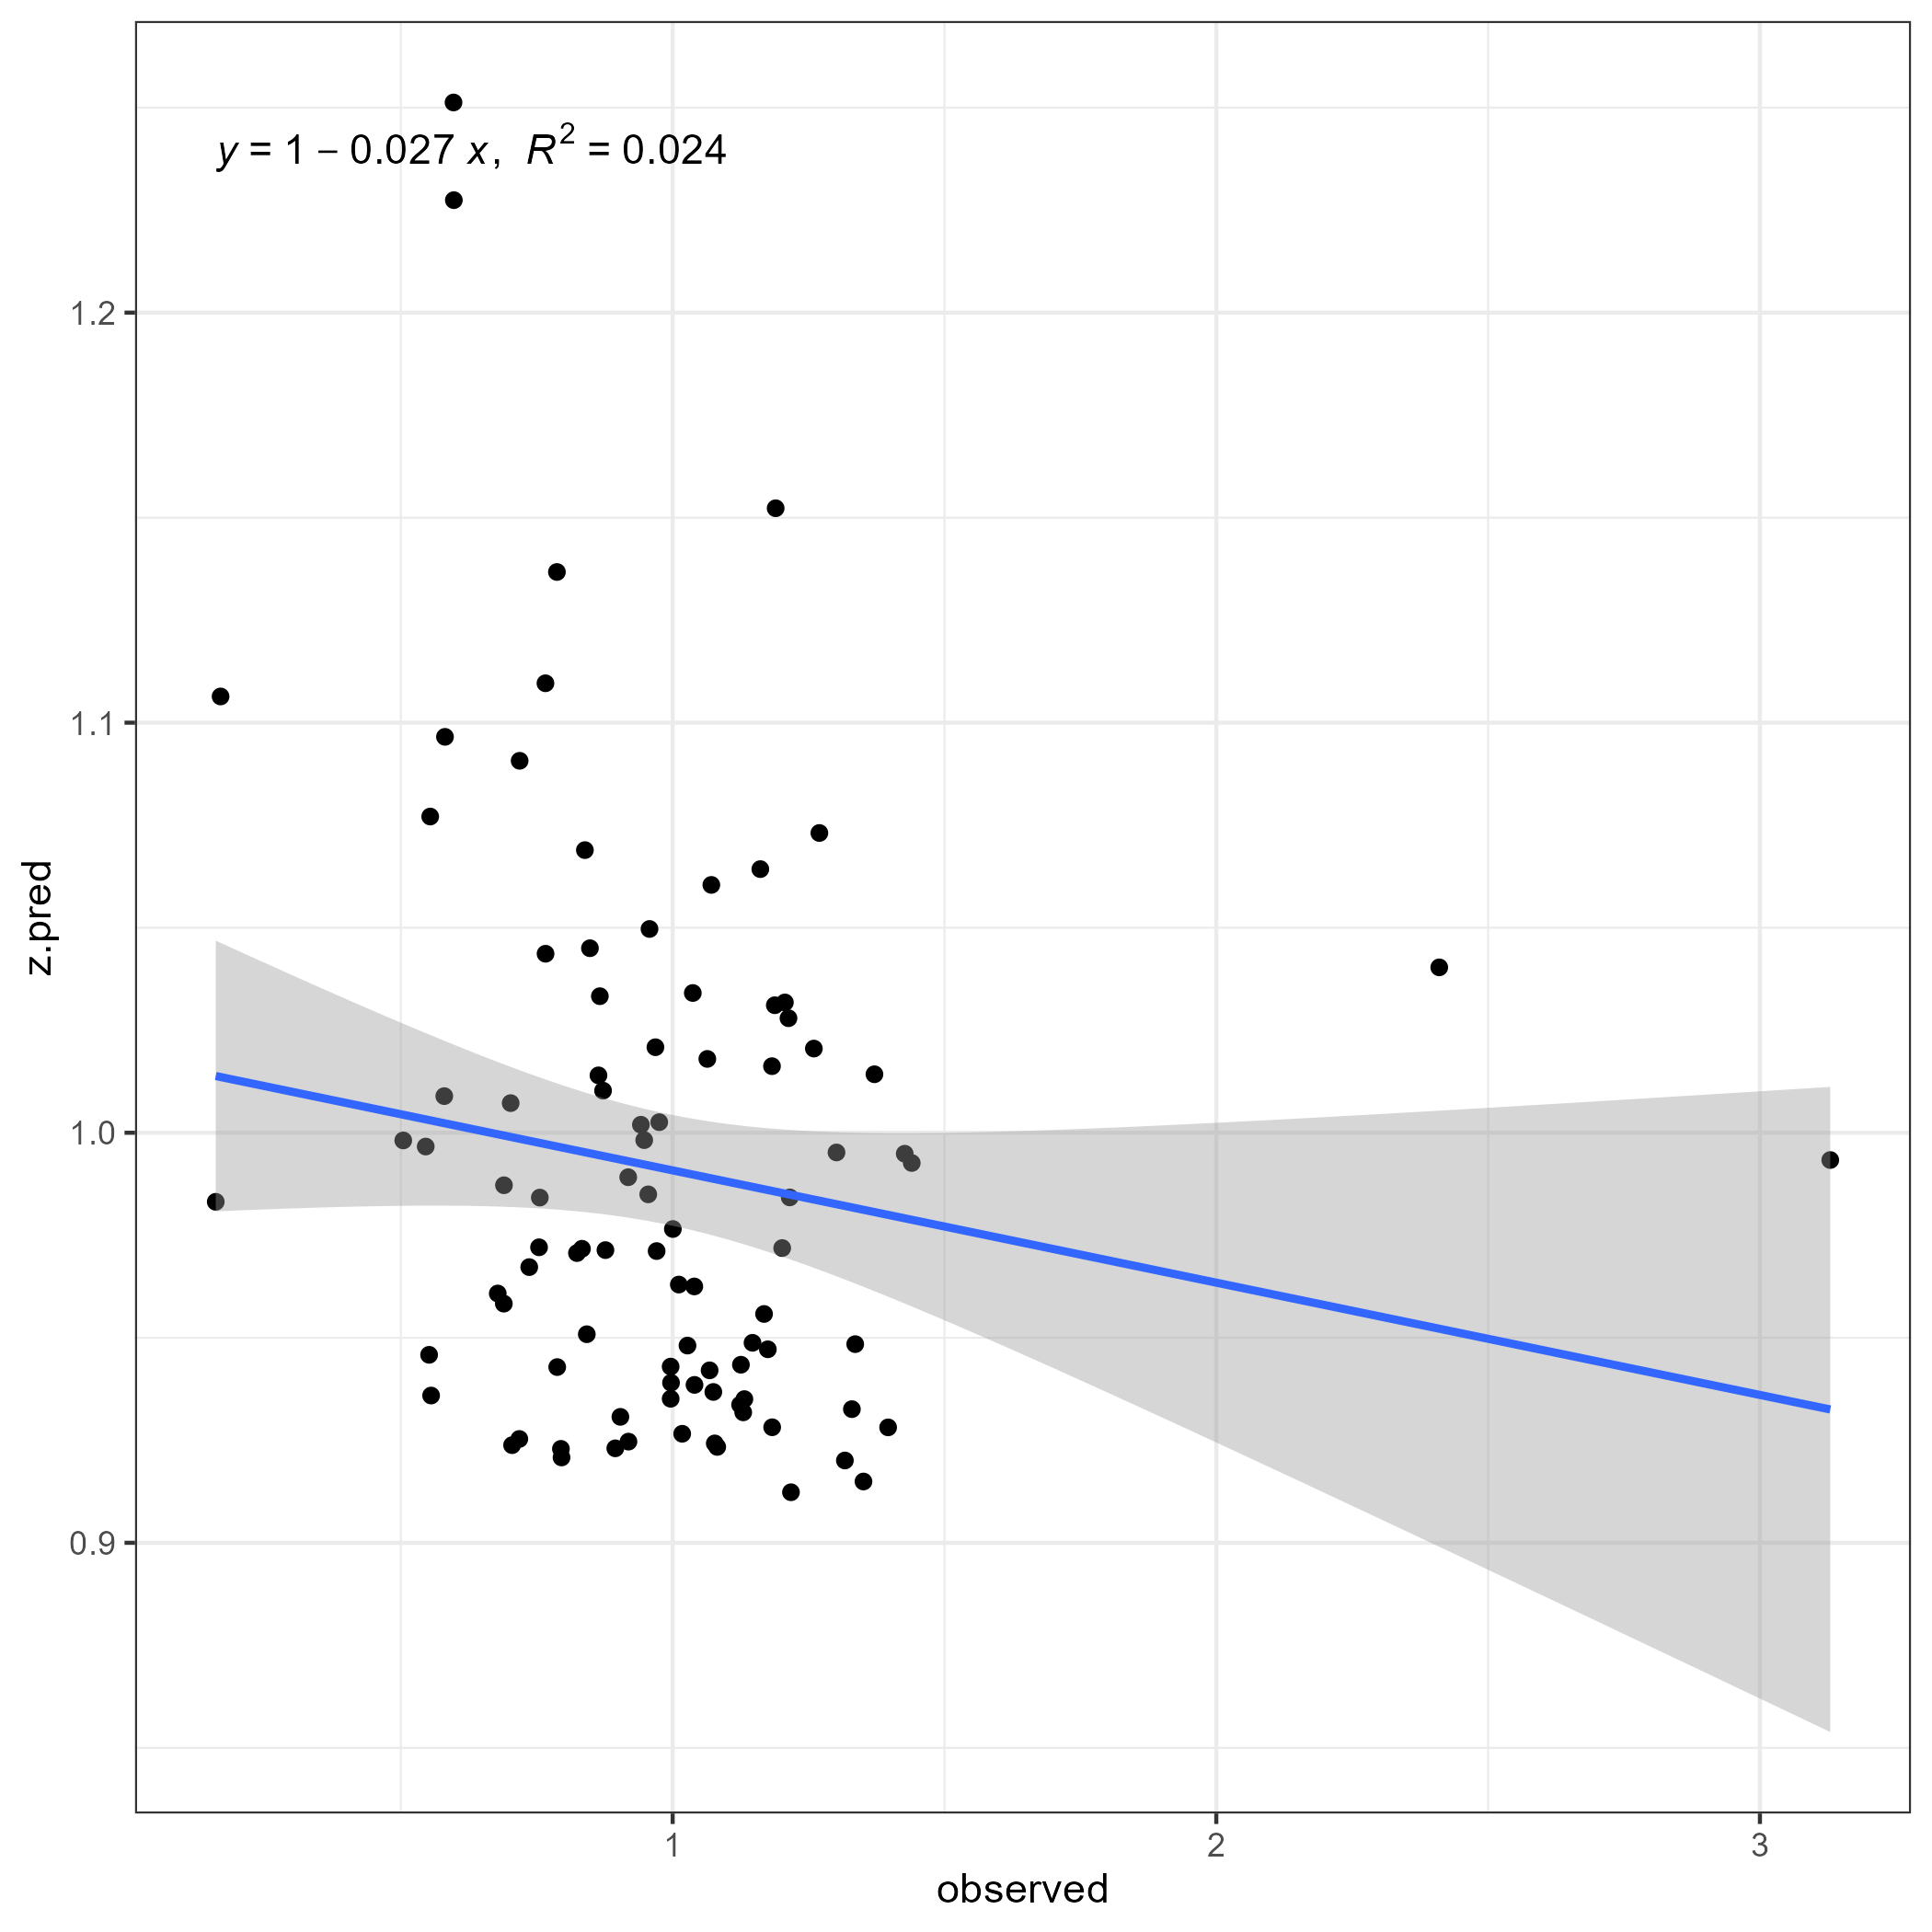 y = 1 – 0.027 x, R² = 0.024
1.2
1.1
1.0
0.9
z.pred
1 2 3
observed